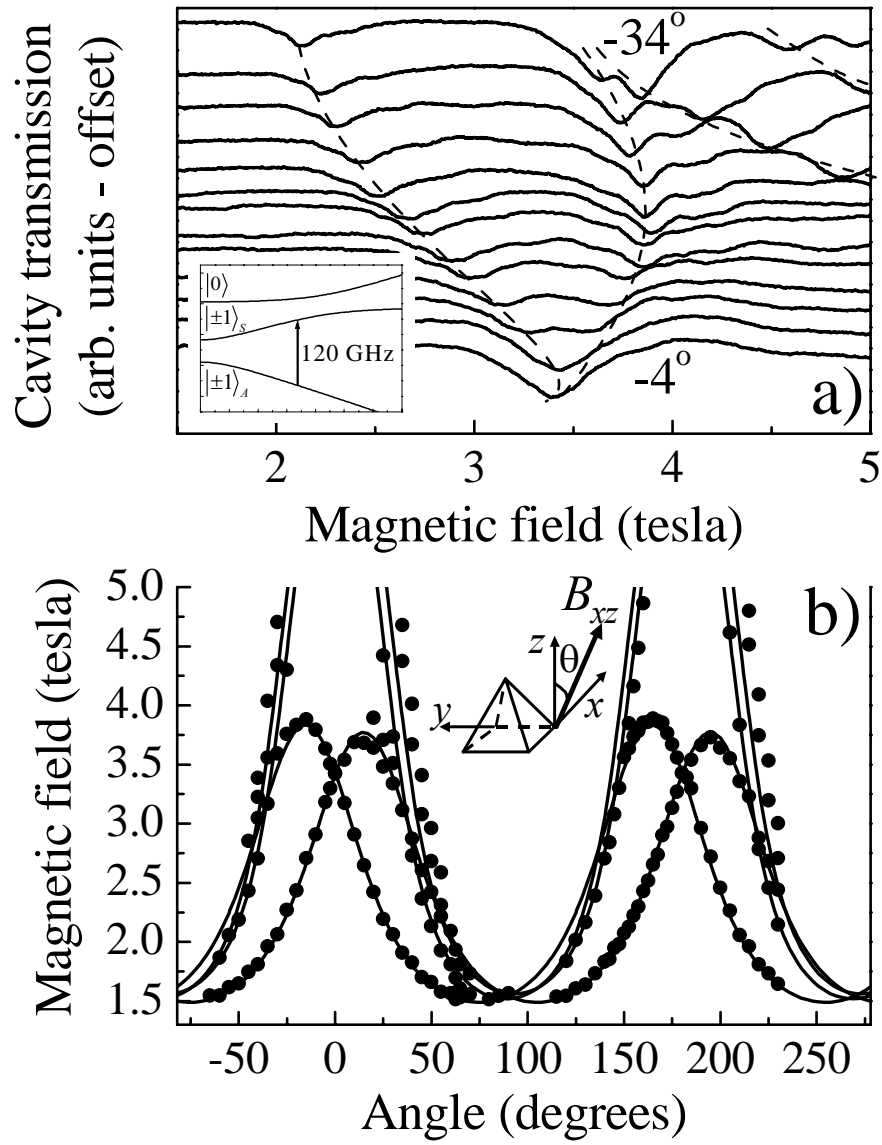 Cavity transmission
(arb. units - offset)
-34°
|0⟩
|±1⟩S
120 GHz
|±1⟩A
-4°
a)
2 3 4 5
Magnetic field (tesla)
b)
Magnetic field (tesla)
5.0
4.5
4.0
3.5
3.0
2.5
2.0
1.5
Bxz
z
θ
x
y
-50 0 50 100 150 200 250
Angle (degrees)